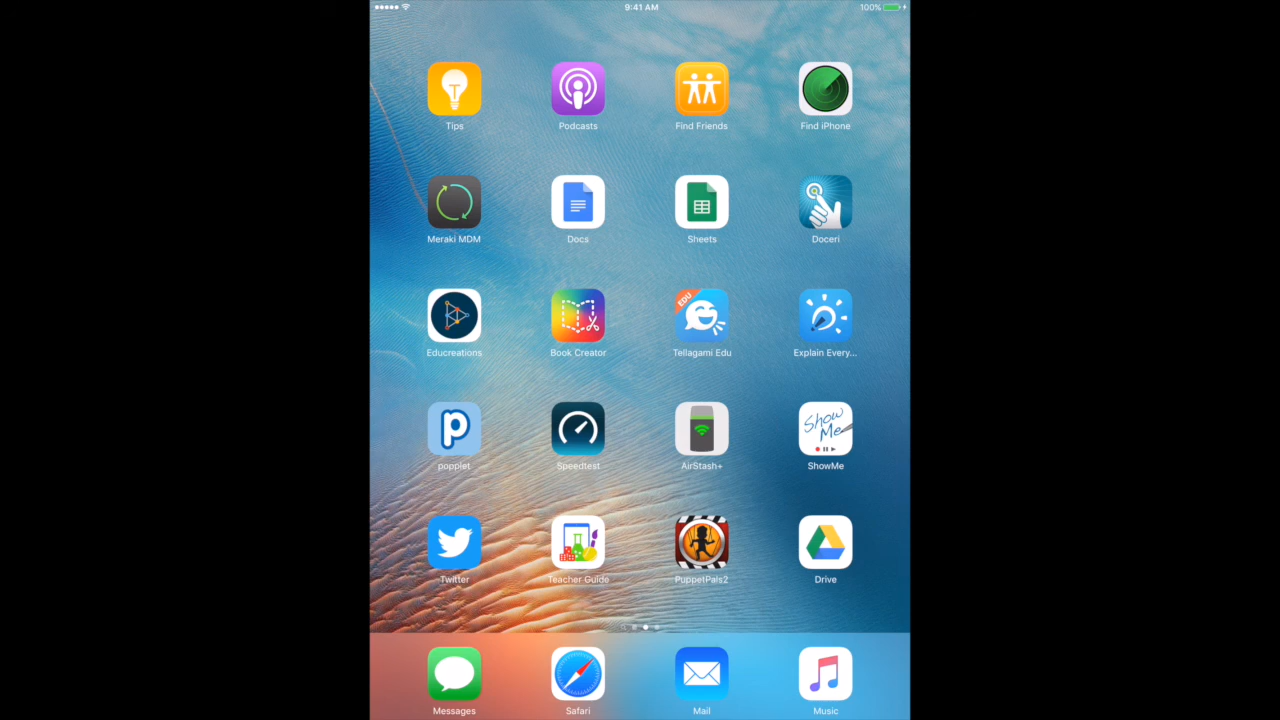 9:41 AM
100%
Tips
Podcasts
Find Friends
Find iPhone
Meraki MDM
Docs
Sheets
Doceri
EDU
Educreations
Book Creator
Tellagami Edu
Explain Every...
p
Show
Me
popplet
Speedtest
AirStash+
ShowMe
Twitter
Teacher Guide
PuppetPals2
Drive
Messages
Safari
Mail
Music